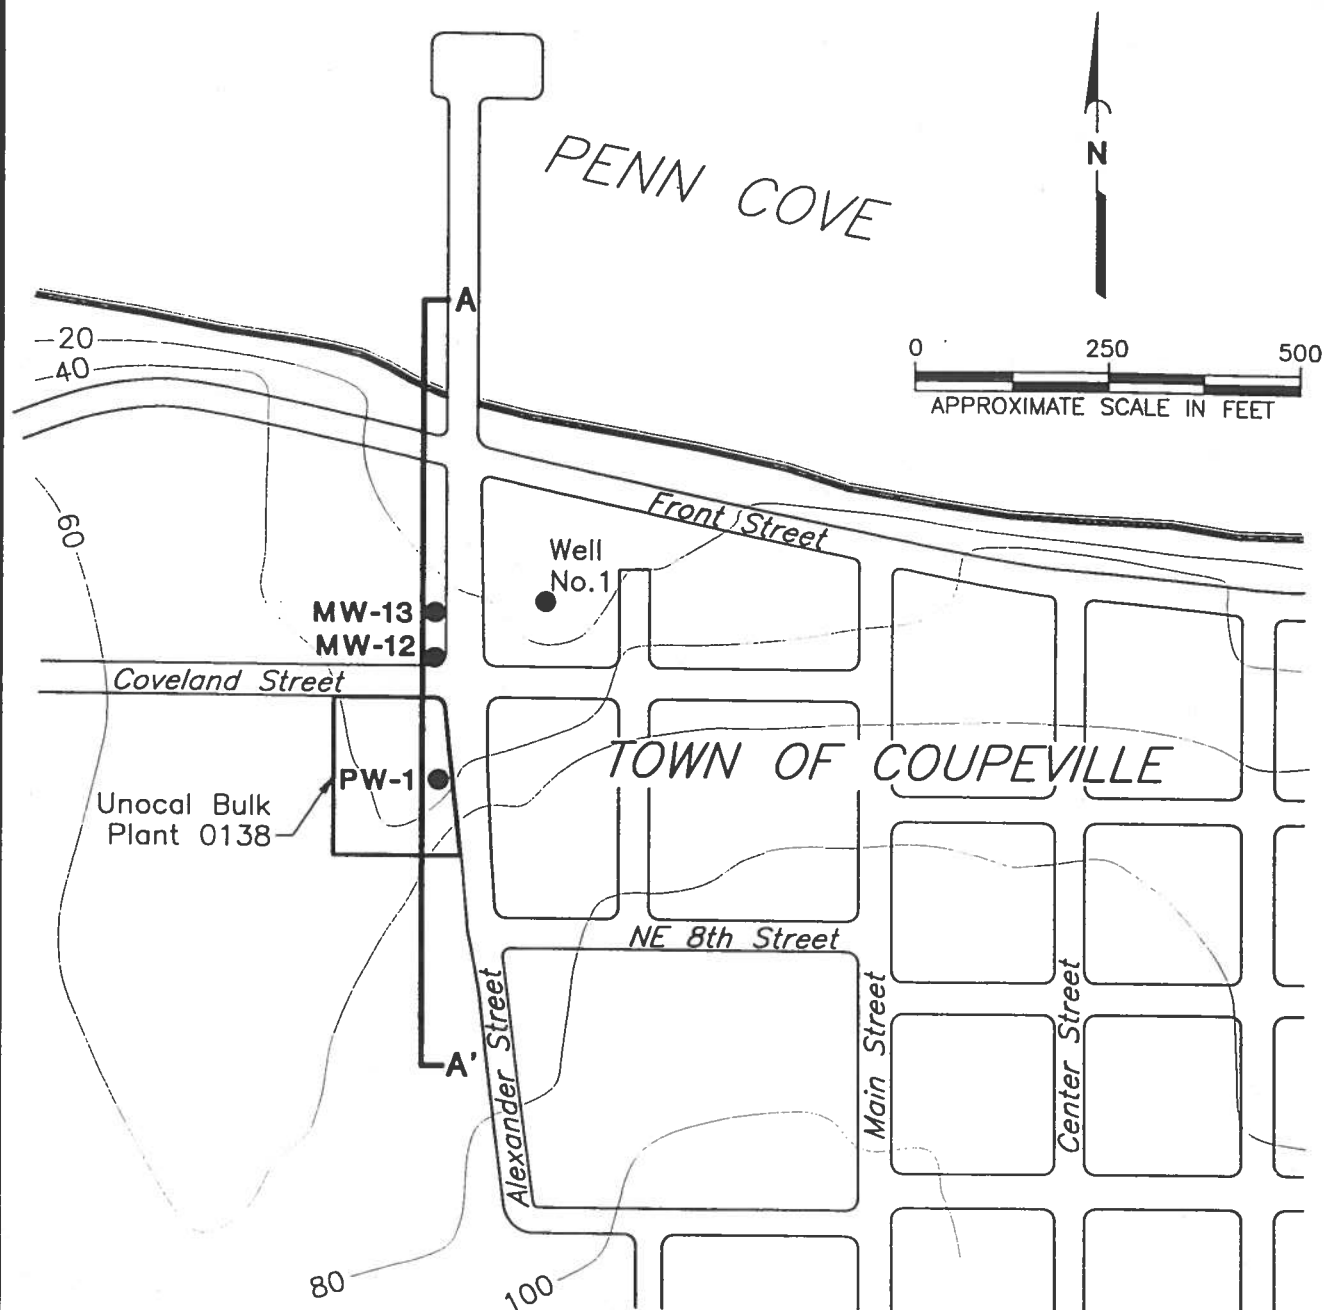 PENN COVE
N
A
0 250 500
APPROXIMATE SCALE IN FEET
20
40
60
Front Street
Well
No.1
MW-13
MW-12
Coveland Street
TOWN OF COUPEVILLE
PW-1
Unocal Bulk
Plant 0138
NE 8th Street
Alexander Street
Main Street
Center Street
A'
80
100